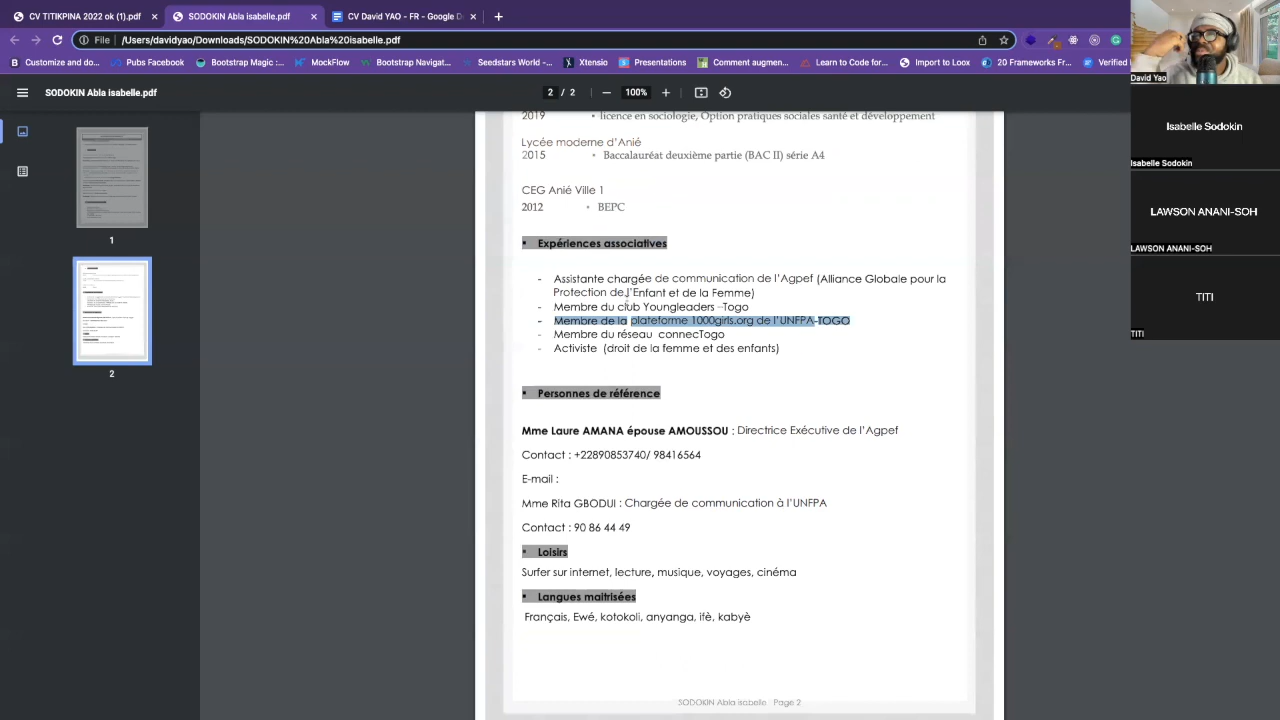 CV TITIKPINA 2022 ok (1).pdf
SODOKIN Abla isabelle.pdf
CV David YAO - FR - Google D
File
/Users/davidyao/Downloads/SODOKIN%20Abla%20isabelle.pdf
Customize and do...
Pubs Facebook
Bootstrap Magic :...
MockFlow
Bootstrap Navigat...
Seedstars World -...
Xtensio
Presentations
Comment augmen...
Learn to Code for...
Import to Loox
20 Frameworks Fr...
Verified
SODOKIN Abla isabelle.pdf
2 / 2
100%
1
2
2019 • licence en sociologie, Option pratiques sociales santé et développement
Lycée moderne d'Anié
2015 • Baccalauréat deuxième partie (BAC II) série A4
CEG Anié Ville 1
2012 • BEPC
▪ Expériences associatives
- Assistante chargée de communication de l'Agpef (Alliance Globale pour la
Protection de l'Enfant et de la Femme)
- Membre du club Youngleaders –Togo
- Membre de la plateforme 1000girls.org de l'UNFPA-TOGO
- Membre du réseau connecTogo
- Activiste (droit de la femme et des enfants)
▪ Personnes de référence
Mme Laure AMANA épouse AMOUSSOU : Directrice Exécutive de l'Agpef
Contact : +22890853740/ 98416564
E-mail :
Mme Rita GBODUI : Chargée de communication à l'UNFPA
Contact : 90 86 44 49
▪ Loisirs
Surfer sur internet, lecture, musique, voyages, cinéma
▪ Langues maitrisées
Français, Ewé, kotokoli, anyanga, ifè, kabyè
SODOKIN Abla isabelle Page 2
David Yao
Isabelle Sodokin
Isabelle Sodokin
LAWSON ANANI-SOH
LAWSON ANANI-SOH
TITI
TITI